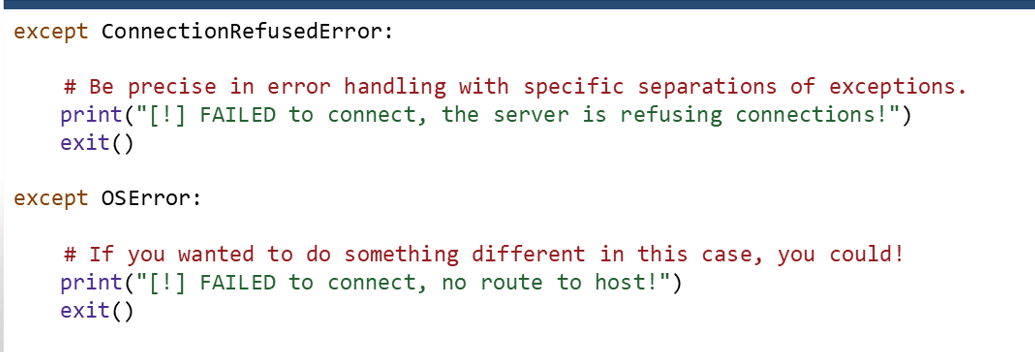 except ConnectionRefusedError:
# Be precise in error handling with specific separations of exceptions.
print("[!] FAILED to connect, the server is refusing connections!")
exit()
except OSError:
# If you wanted to do something different in this case, you could!
print("[!] FAILED to connect, no route to host!")
exit()